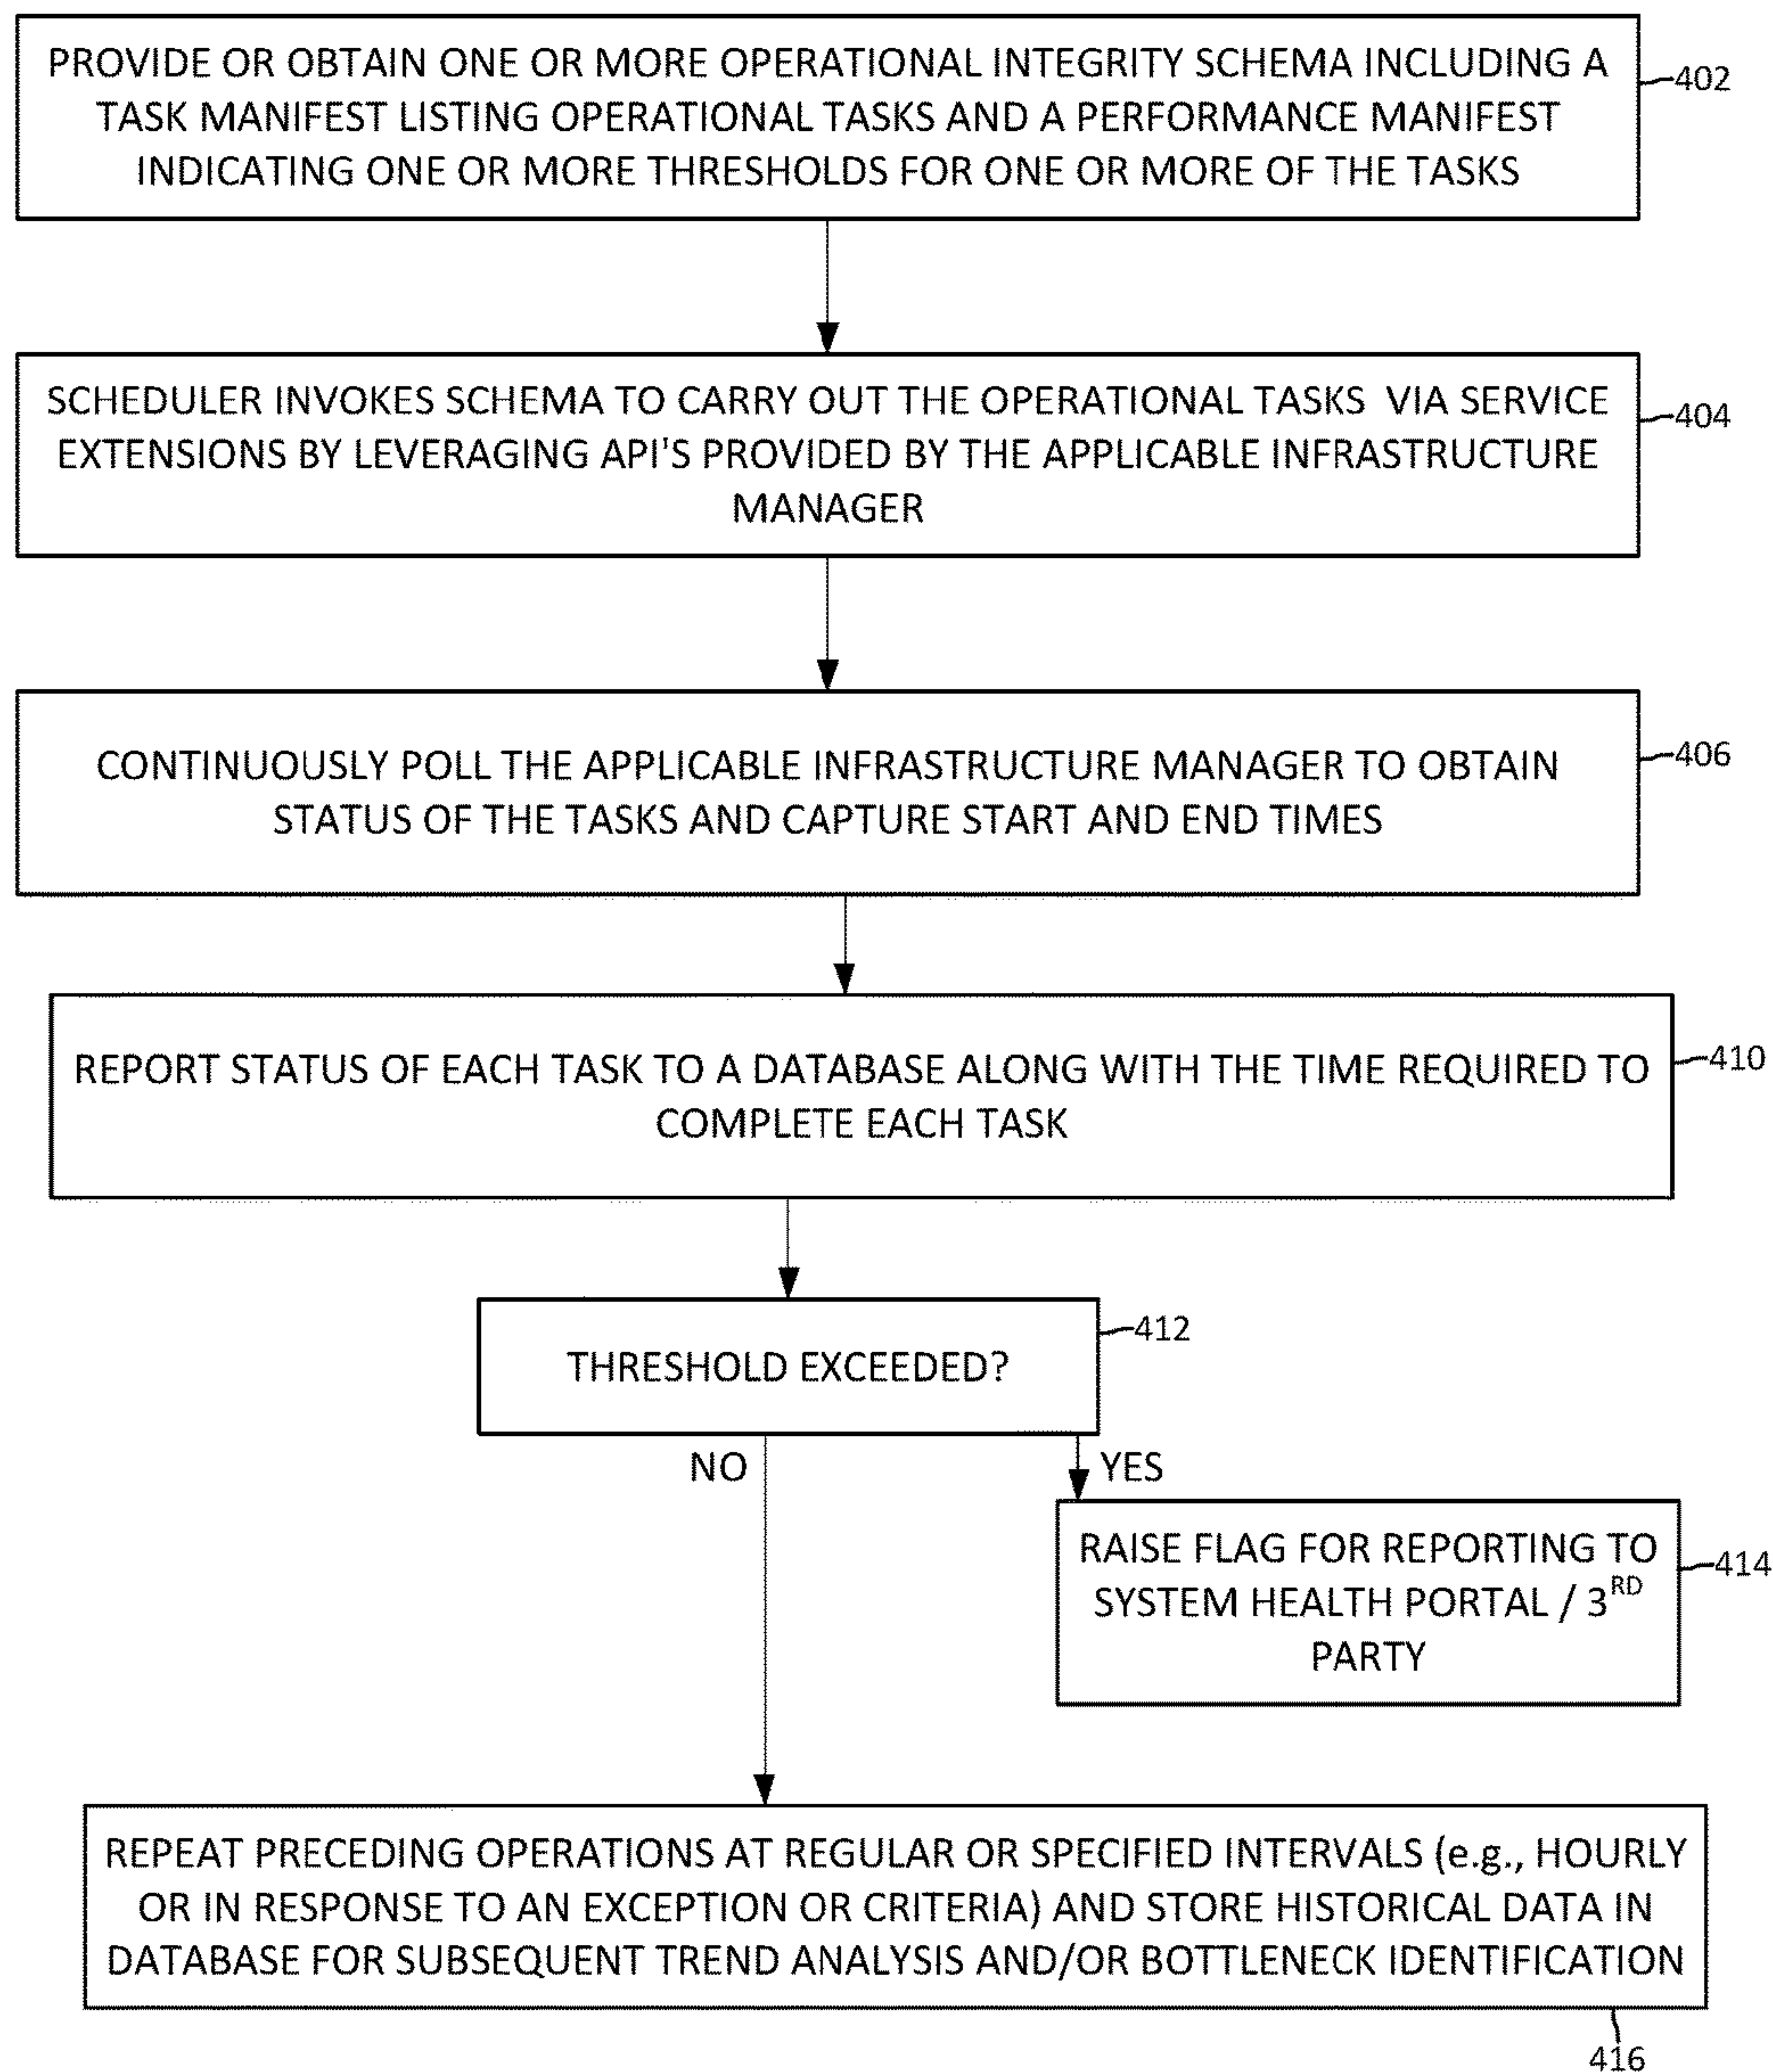 PROVIDE OR OBTAIN ONE OR MORE OPERATIONAL INTEGRITY SCHEMA INCLUDING A
TASK MANIFEST LISTING OPERATIONAL TASKS AND A PERFORMANCE MANIFEST
INDICATING ONE OR MORE THRESHOLDS FOR ONE OR MORE OF THE TASKS
402
SCHEDULER INVOKES SCHEMA TO CARRY OUT THE OPERATIONAL TASKS VIA SERVICE
EXTENSIONS BY LEVERAGING API'S PROVIDED BY THE APPLICABLE INFRASTRUCTURE
MANAGER
404
CONTINUOUSLY POLL THE APPLICABLE INFRASTRUCTURE MANAGER TO OBTAIN
STATUS OF THE TASKS AND CAPTURE START AND END TIMES
406
REPORT STATUS OF EACH TASK TO A DATABASE ALONG WITH THE TIME REQUIRED TO
COMPLETE EACH TASK
410
THRESHOLD EXCEEDED?
412
NO
YES
RAISE FLAG FOR REPORTING TO
SYSTEM HEALTH PORTAL / 3RD
PARTY
414
REPEAT PRECEDING OPERATIONS AT REGULAR OR SPECIFIED INTERVALS (e.g., HOURLY
OR IN RESPONSE TO AN EXCEPTION OR CRITERIA) AND STORE HISTORICAL DATA IN
DATABASE FOR SUBSEQUENT TREND ANALYSIS AND/OR BOTTLENECK IDENTIFICATION
416